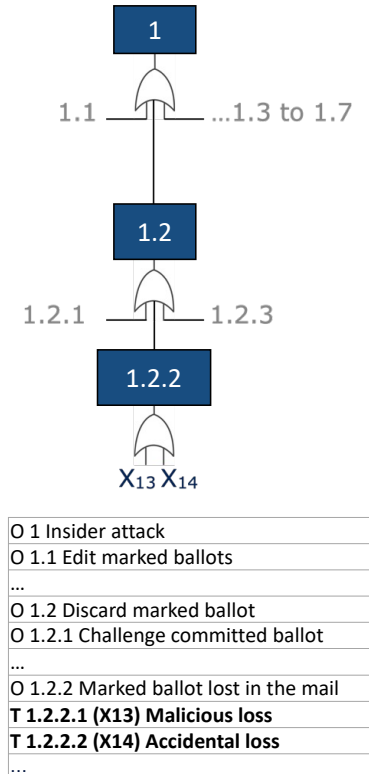 1
1.1 ...1.3 to 1.7
1.2
1.2.1 1.2.3
1.2.2
X13 X14
O 1 Insider attack
O 1.1 Edit marked ballots
...
O 1.2 Discard marked ballot
O 1.2.1 Challenge committed ballot
...
O 1.2.2 Marked ballot lost in the mail
T 1.2.2.1 (X13) Malicious loss
T 1.2.2.2 (X14) Accidental loss
...